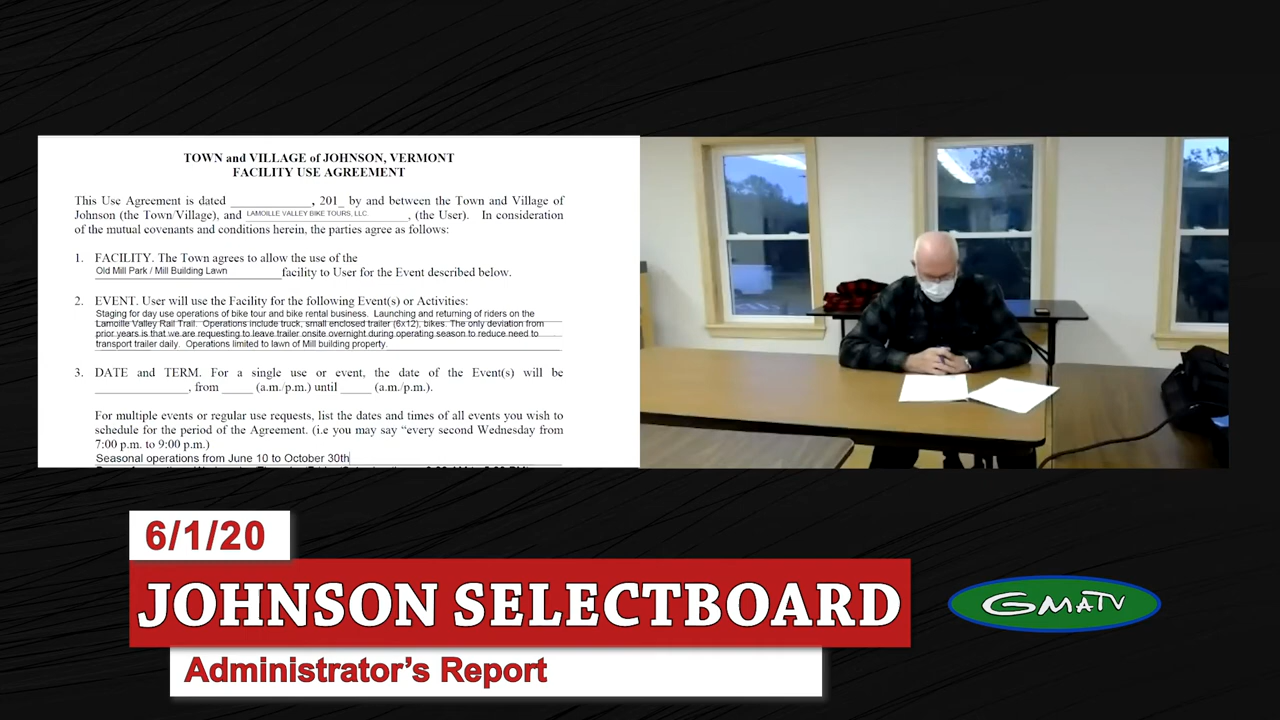 TOWN and VILLAGE of JOHNSON, VERMONT
FACILITY USE AGREEMENT
This Use Agreement is dated ____________, 201_ by and between the Town and Village of
Johnson (the Town/Village), and LAMOILLE VALLEY BIKE TOURS, LLC. , (the User). In consideration
of the mutual covenants and conditions herein, the parties agree as follows:
1. FACILITY. The Town agrees to allow the use of the
Old Mill Park / Mill Building Lawn facility to User for the Event described below.
2. EVENT. User will use the Facility for the following Event(s) or Activities:
Staging for day use operations of bike tour and bike rental business. Launching and returning of riders on the
Lamoille Valley Rail Trail. Operations include truck, small enclosed trailer (6x12), bikes. The only deviation from
prior years is that we are requesting to leave trailer onsite overnight during operating season to reduce need to
transport trailer daily. Operations limited to lawn of Mill building property.
3. DATE and TERM. For a single use or event, the date of the Event(s) will be
______________, from _____ (a.m./p.m.) until _____ (a.m./p.m.).
For multiple events or regular use requests, list the dates and times of all events you wish to
schedule for the period of the Agreement. (i.e you may say “every second Wednesday from
7:00 p.m. to 9:00 p.m.)
Seasonal operations from June 10 to October 30th
6/1/20
JOHNSON SELECTBOARD
GMATV
Administrator’s Report